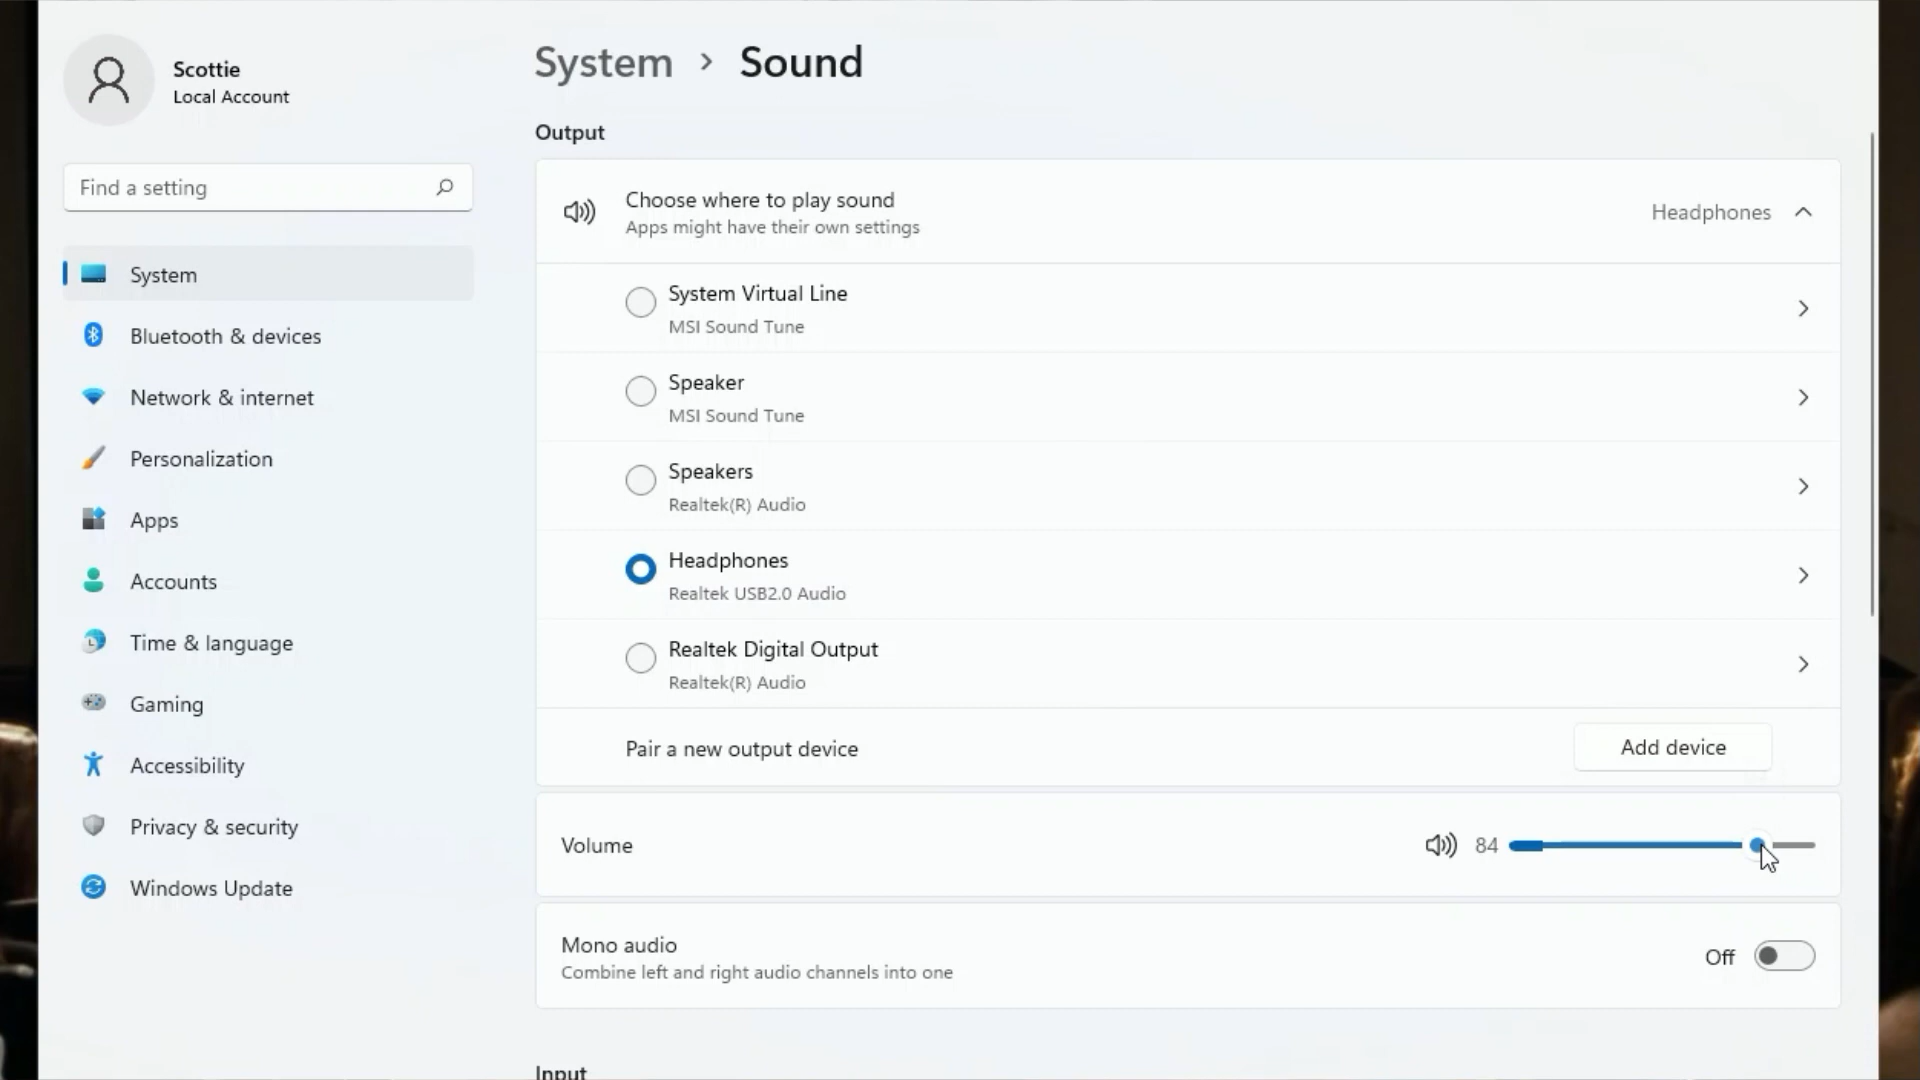 Scottie
Local Account
Find a setting
System
Bluetooth & devices
Network & internet
Personalization
Apps
Accounts
Time & language
Gaming
Accessibility
Privacy & security
Windows Update
System › Sound
Output
Choose where to play sound
Apps might have their own settings
Headphones
System Virtual Line
MSI Sound Tune
Speaker
MSI Sound Tune
Speakers
Realtek(R) Audio
Headphones
Realtek USB2.0 Audio
Realtek Digital Output
Realtek(R) Audio
Pair a new output device
Add device
Volume
84
Mono audio
Combine left and right audio channels into one
Off
Input